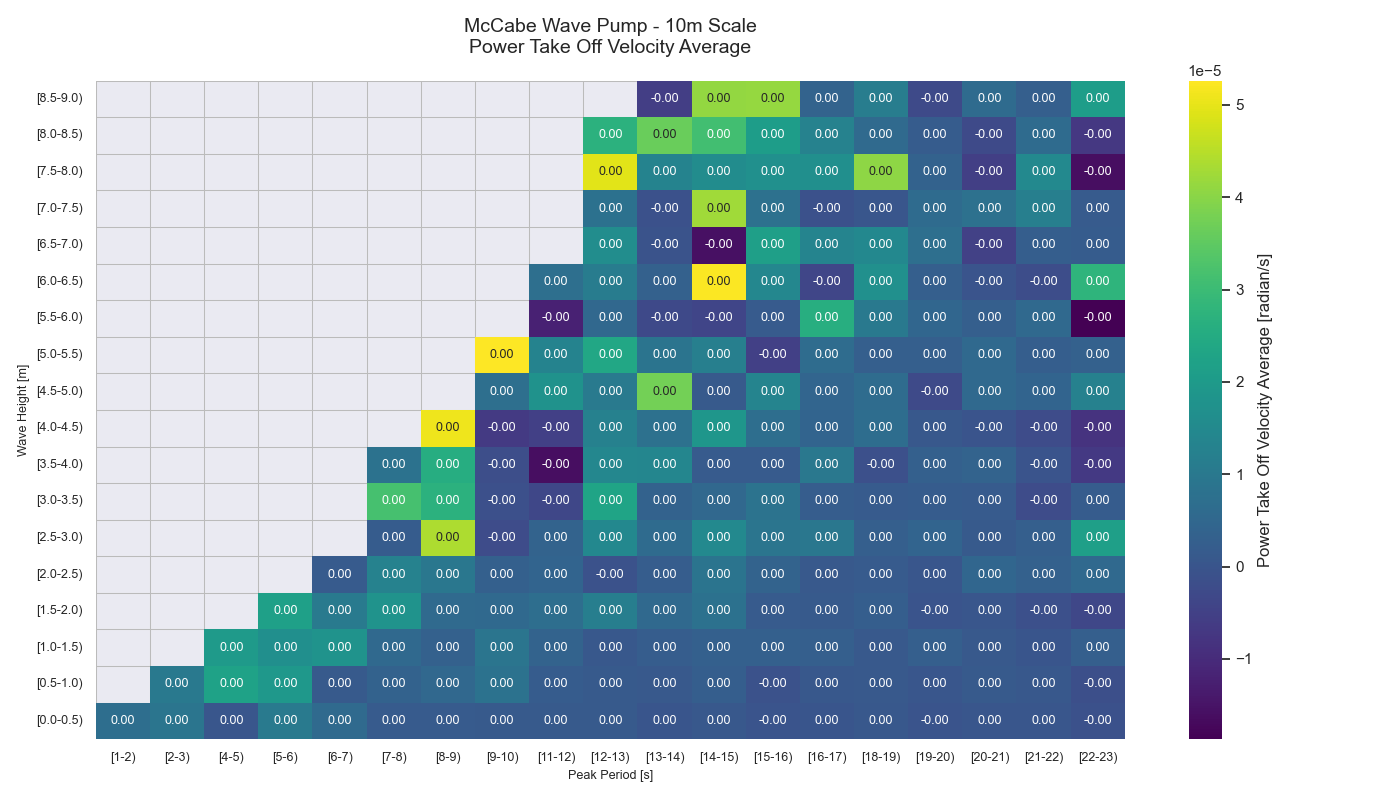 McCabe Wave Pump - 10m Scale
Power Take Off Velocity Average
Wave Height [m]
[8.5-9.0) -0.00 0.00 0.00 0.00 0.00 -0.00 0.00 0.00 0.00
[8.0-8.5) 0.00 0.00 0.00 0.00 0.00 0.00 0.00 -0.00 0.00 -0.00
[7.5-8.0) 0.00 0.00 0.00 0.00 0.00 0.00 0.00 -0.00 0.00 -0.00
[7.0-7.5) 0.00 -0.00 0.00 0.00 -0.00 0.00 0.00 0.00 0.00 0.00
[6.5-7.0) 0.00 -0.00 -0.00 0.00 0.00 0.00 0.00 -0.00 0.00 0.00
[6.0-6.5) 0.00 0.00 0.00 0.00 0.00 -0.00 0.00 0.00 -0.00 -0.00 0.00
[5.5-6.0) -0.00 0.00 -0.00 -0.00 0.00 0.00 0.00 0.00 0.00 0.00 -0.00
[5.0-5.5) 0.00 0.00 0.00 0.00 0.00 -0.00 0.00 0.00 0.00 0.00 0.00 0.00
[4.5-5.0) 0.00 0.00 0.00 0.00 0.00 0.00 0.00 0.00 -0.00 0.00 0.00 0.00
[4.0-4.5) 0.00 -0.00 -0.00 0.00 0.00 0.00 0.00 0.00 0.00 0.00 -0.00 -0.00 -0.00
[3.5-4.0) 0.00 0.00 -0.00 -0.00 0.00 0.00 0.00 0.00 0.00 -0.00 0.00 0.00 -0.00 -0.00
[3.0-3.5) 0.00 0.00 -0.00 -0.00 0.00 0.00 0.00 0.00 0.00 0.00 0.00 0.00 -0.00 0.00
[2.5-3.0) 0.00 0.00 -0.00 0.00 0.00 0.00 0.00 0.00 0.00 0.00 0.00 0.00 0.00 0.00
[2.0-2.5) 0.00 0.00 0.00 0.00 0.00 -0.00 0.00 0.00 0.00 0.00 0.00 0.00 0.00 0.00 0.00
[1.5-2.0) 0.00 0.00 0.00 0.00 0.00 0.00 0.00 0.00 0.00 0.00 0.00 0.00 -0.00 0.00 -0.00 -0.00
[1.0-1.5) 0.00 0.00 0.00 0.00 0.00 0.00 0.00 0.00 0.00 0.00 0.00 0.00 0.00 0.00 0.00 0.00 0.00
[0.5-1.0) 0.00 0.00 0.00 0.00 0.00 0.00 0.00 0.00 0.00 0.00 0.00 -0.00 0.00 0.00 0.00 0.00 0.00 -0.00
[0.0-0.5) 0.00 0.00 0.00 0.00 0.00 0.00 0.00 0.00 0.00 0.00 0.00 0.00 -0.00 0.00 0.00 -0.00 0.00 0.00 -0.00
[1-2) [2-3) [4-5) [5-6) [6-7) [7-8) [8-9) [9-10) [11-12) [12-13) [13-14) [14-15) [15-16) [16-17) [18-19) [19-20) [20-21) [21-22) [22-23)
Peak Period [s]
1e−5
5
4
3
2
1
0
−1
Power Take Off Velocity Average [radian/s]